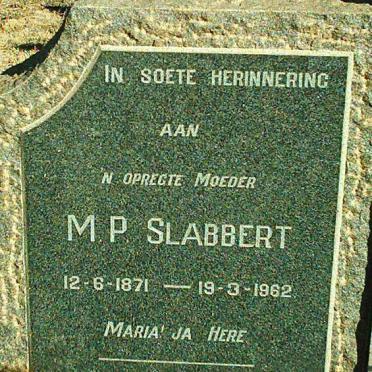 IN SOETE HERINNERING
AAN
'N OPREGTE MOEDER
M.P. SLABBERT
12-6-1871 — 19-3-1962
MARIA' JA HERE